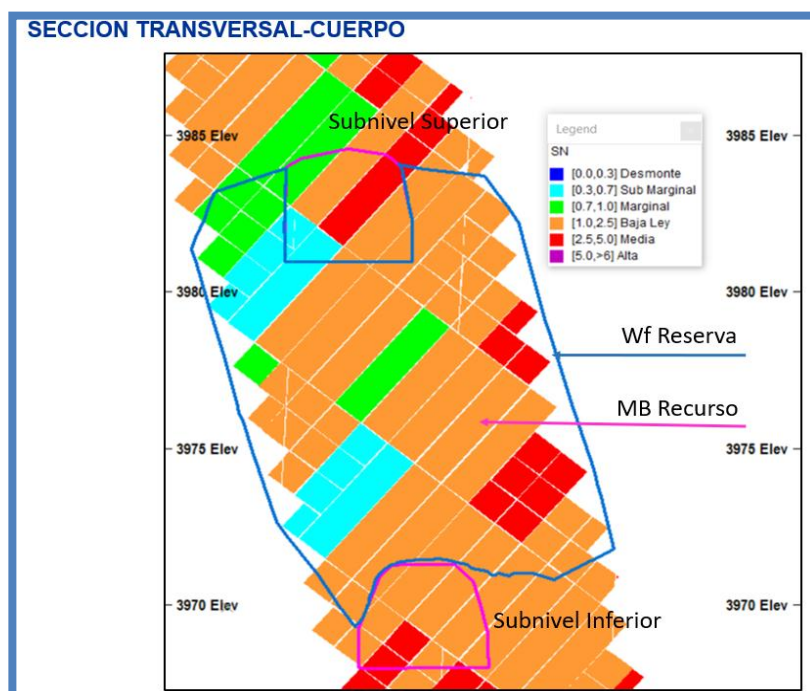 SECCION TRANSVERSAL-CUERPO
Subnivel Superior
3985 Elev
3985 Elev
Legend
SN
[0.0,0.3] Desmonte
[0.3,0.7] Sub Marginal
[0.7,1.0] Marginal
[1.0,2.5] Baja Ley
[2.5,5.0] Media
[5.0,>6] Alta
3980 Elev
3980 Elev
Wf Reserva
MB Recurso
3975 Elev
3975 Elev
3970 Elev
3970 Elev
Subnivel Inferior